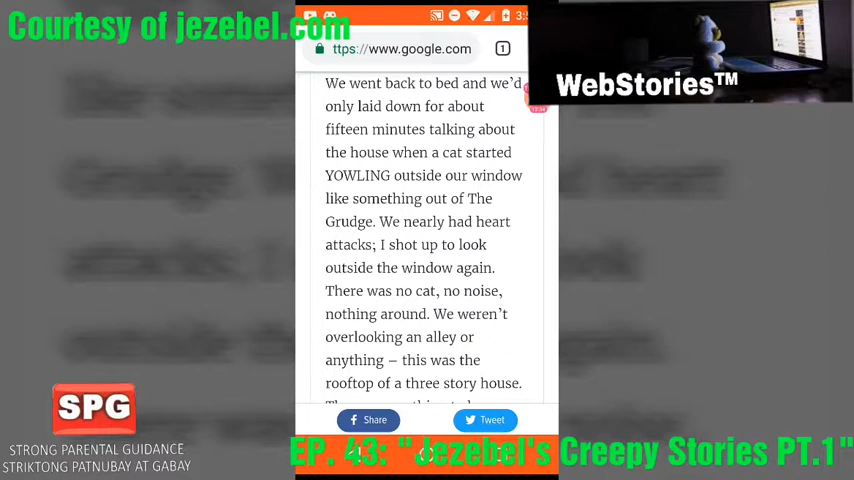 Courtesy of jezebel.com
ttps://www.google.com
1
WebStories™
We went back to bed and we'd
only laid down for about
fifteen minutes talking about
the house when a cat started
YOWLING outside our window
like something out of The
Grudge. We nearly had heart
attacks; I shot up to look
outside the window again.
There was no cat, no noise,
nothing around. We weren't
overlooking an alley or
anything – this was the
rooftop of a three story house.
Share
Tweet
SPG
STRONG PARENTAL GUIDANCE
STRIKTONG PATNUBAY AT GABAY
EP. 43: "Jezebel's Creepy Stories PT.1"